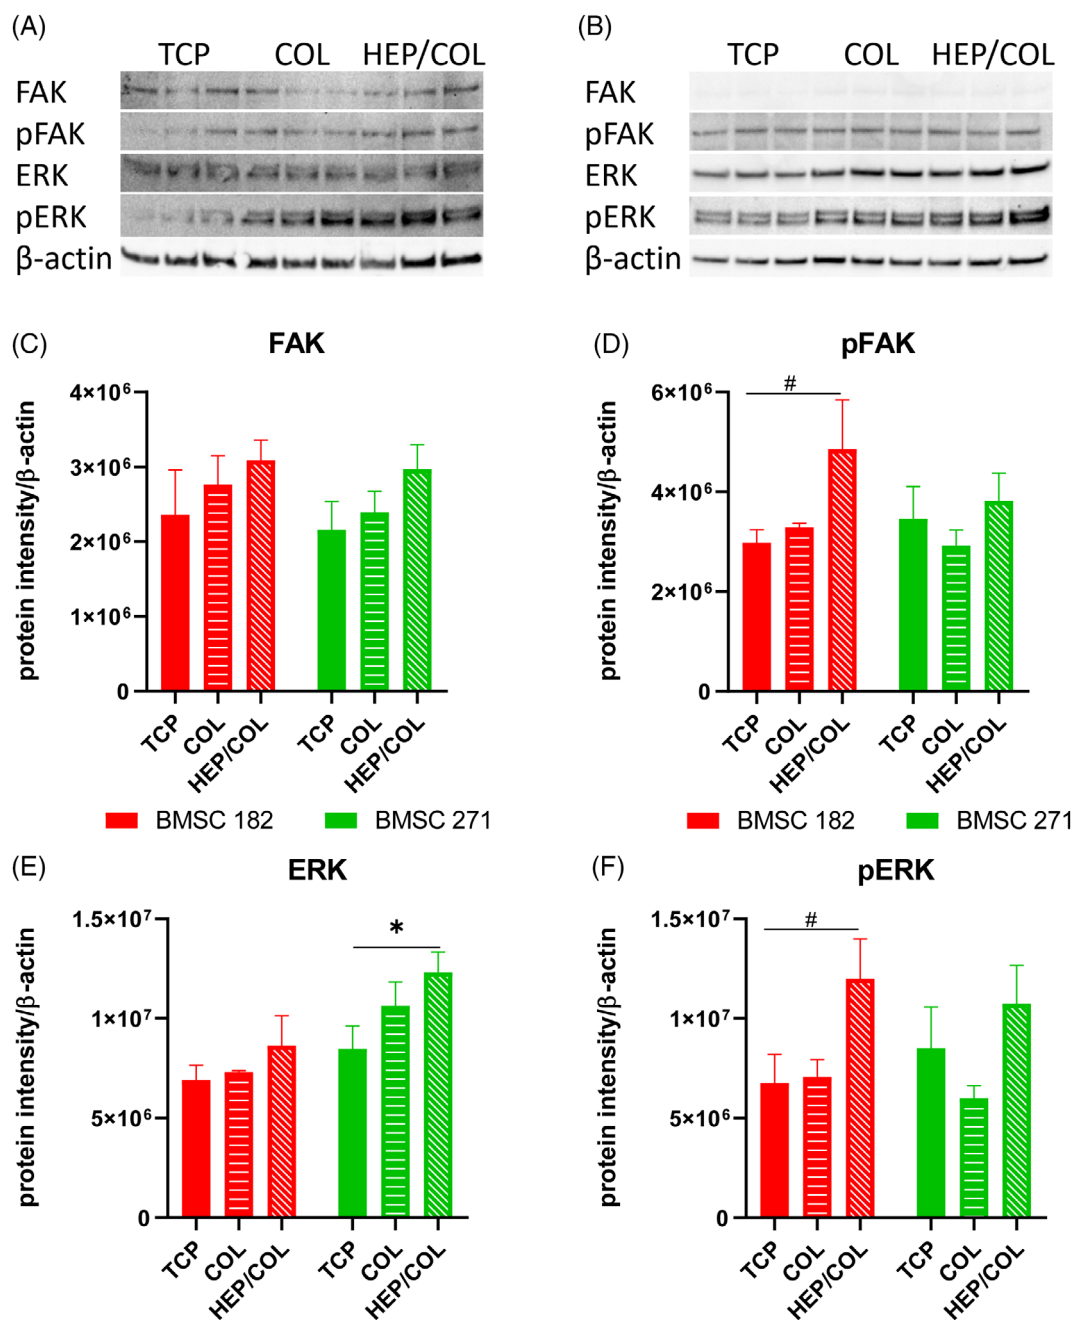 (A)
TCP COL HEP/COL
FAK
pFAK
ERK
pERK
β-actin
(B)
TCP COL HEP/COL
FAK
pFAK
ERK
pERK
β-actin
(C)
FAK
protein intensity/β-actin
4×10⁶
3×10⁶
2×10⁶
1×10⁶
0
TCP COL HEP/COL TCP COL HEP/COL
BMSC 182 BMSC 271
(D)
pFAK
protein intensity/β-actin
6×10⁶
4×10⁶
2×10⁶
0
#
TCP COL HEP/COL TCP COL HEP/COL
BMSC 182 BMSC 271
(E)
ERK
protein intensity/β-actin
1.5×10⁷
1×10⁷
5×10⁶
0
*
TCP COL HEP/COL TCP COL HEP/COL
(F)
pERK
protein intensity/β-actin
1.5×10⁷
1×10⁷
5×10⁶
0
#
TCP COL HEP/COL TCP COL HEP/COL